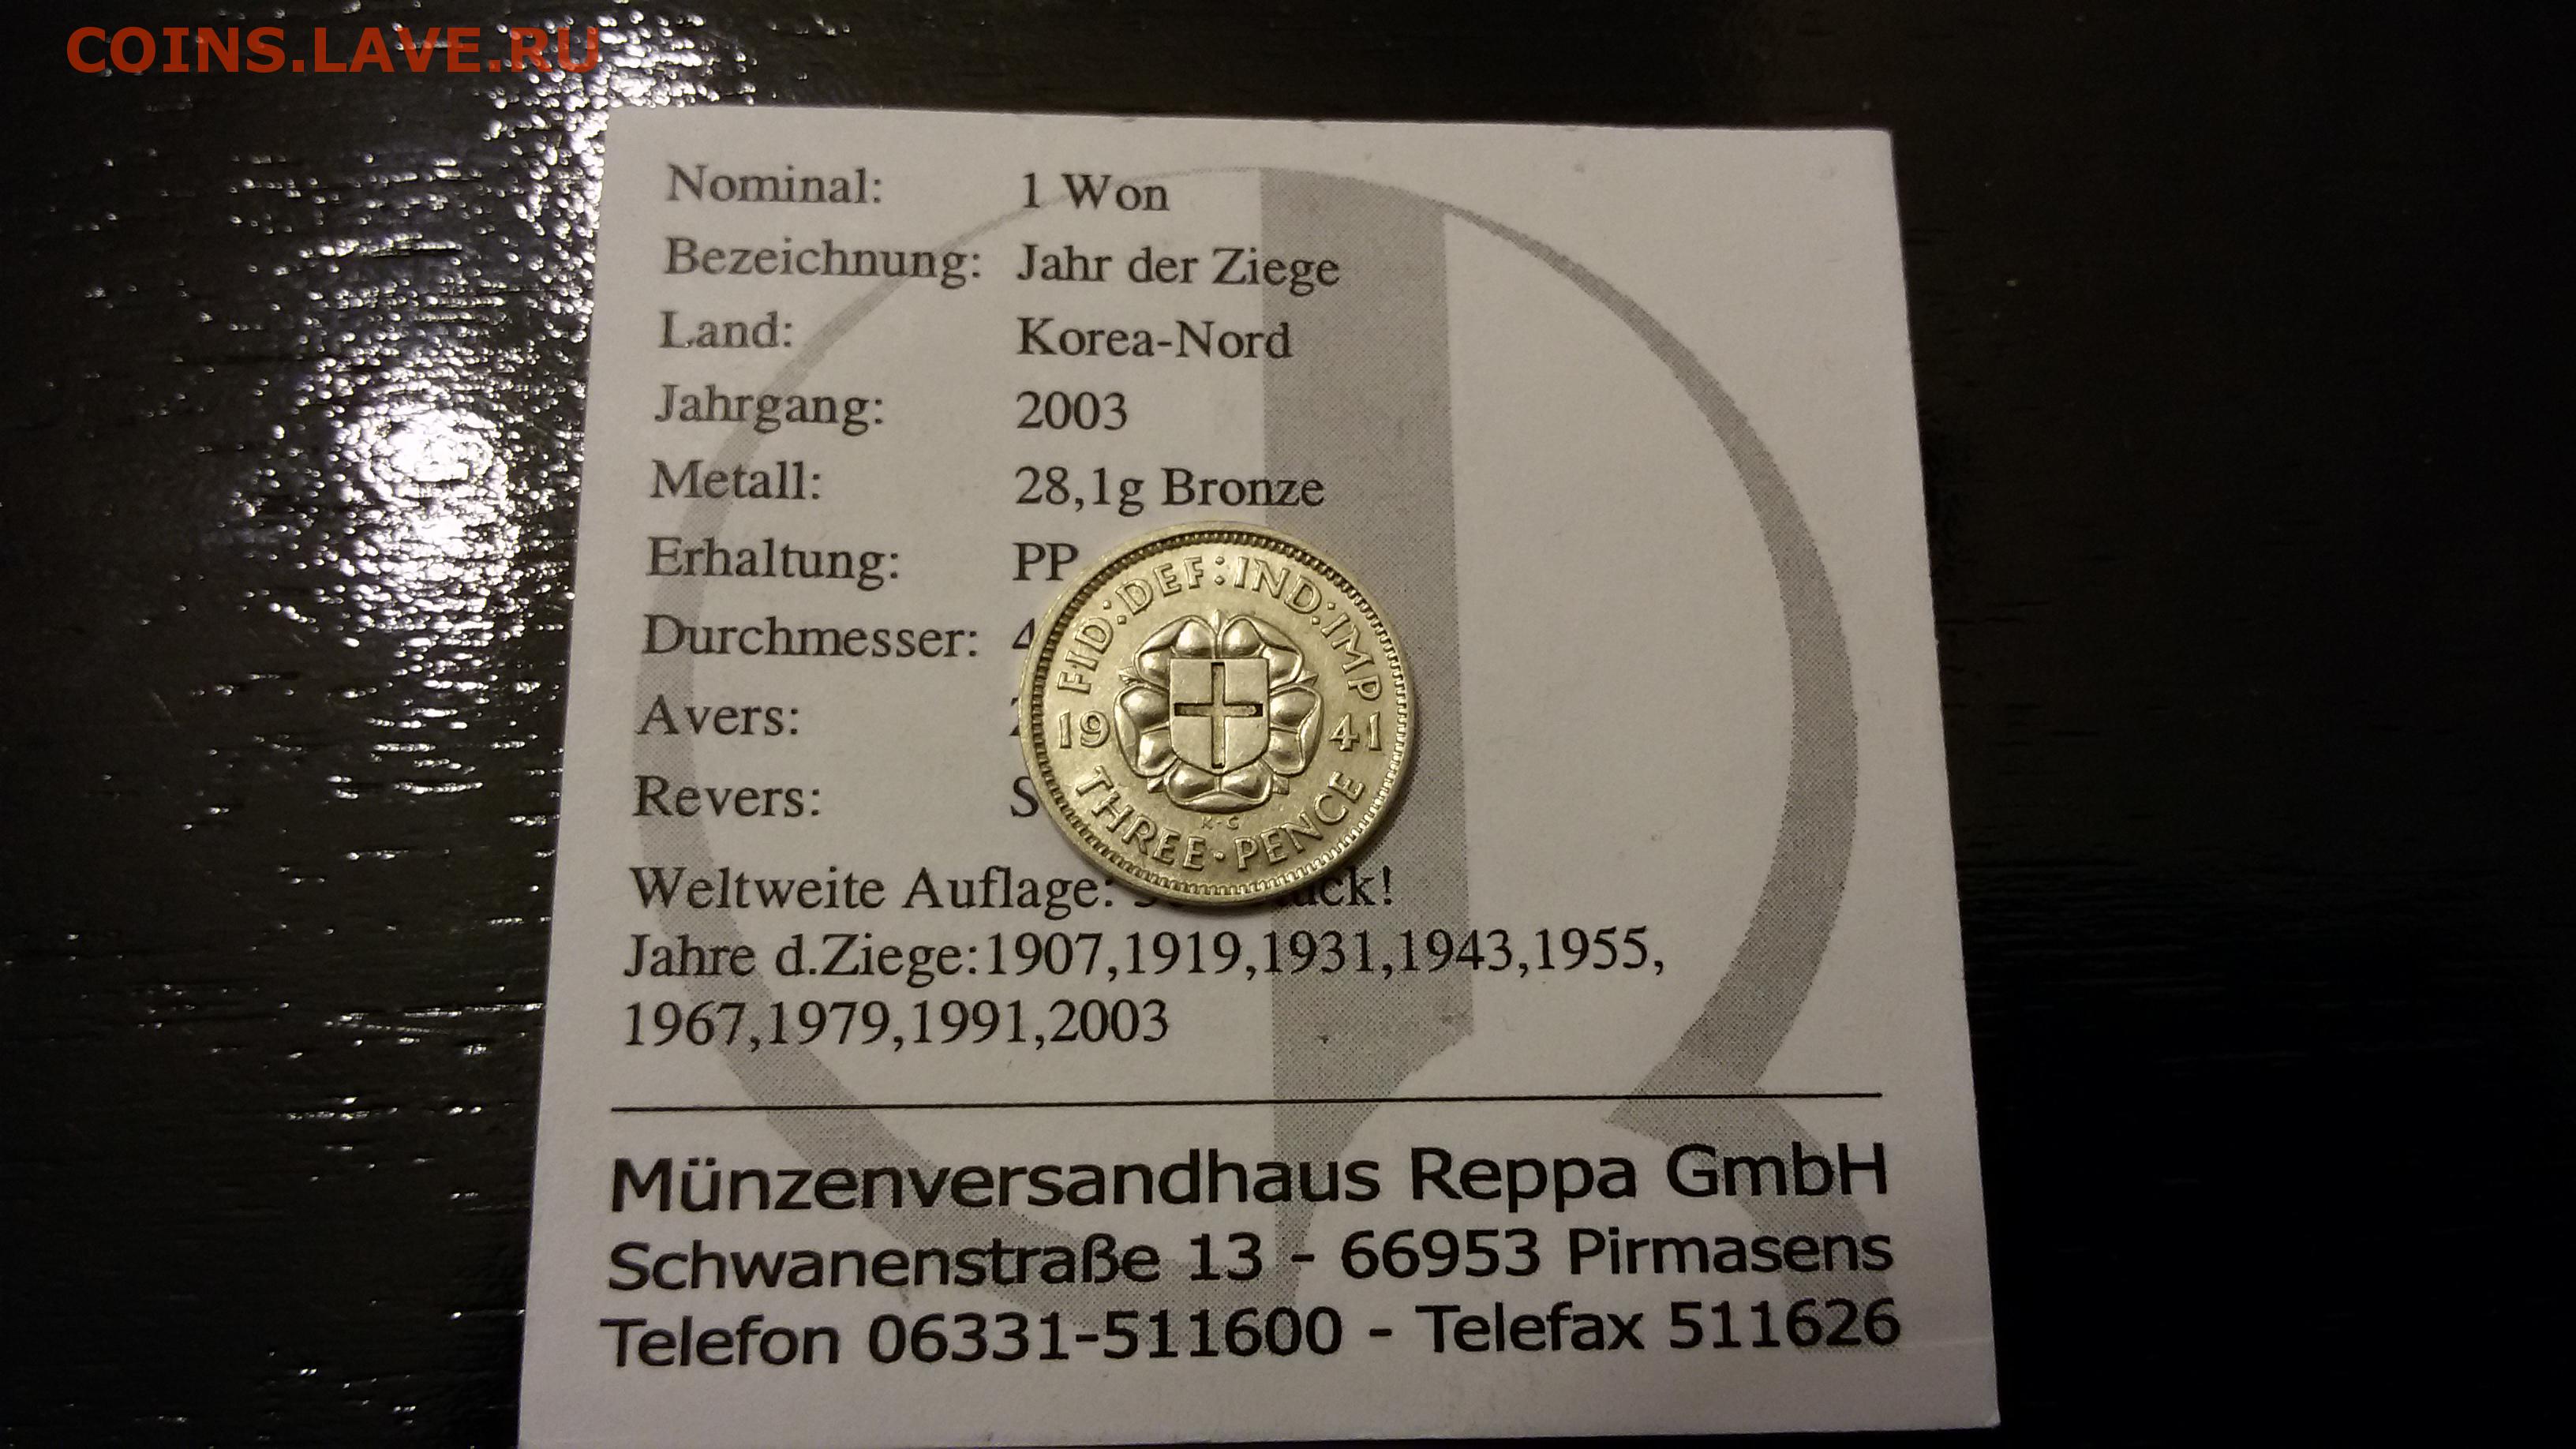 COINS.LAVE.RU
Nominal: 1 Won
Bezeichnung: Jahr der Ziege
Land: Korea-Nord
Jahrgang: 2003
Metall: 28,1g Bronze
Erhaltung: PP
Durchmesser: 4
Avers:
Revers: S
FID:DEF:IND:IMP
19 41
THREE·PENCE
K·G
Weltweite Auflage:
Jahre d.Ziege:1907,1919,1931,1943,1955,
1967,1979,1991,2003
Münzenversandhaus Reppa GmbH
Schwanenstraße 13 - 66953 Pirmasens
Telefon 06331-511600 - Telefax 511626